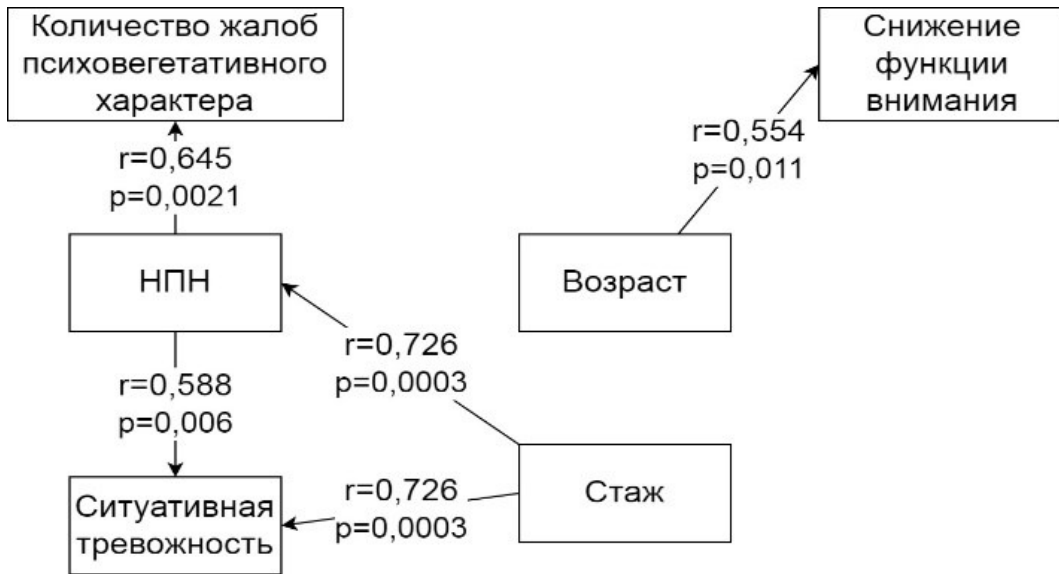 Количество жалоб
психовегетативного
характера
Снижение
функции
внимания
r=0,645
p=0,0021
r=0,554
p=0,011
НПН
Возраст
r=0,588
p=0,006
r=0,726
p=0,0003
Ситуативная
тревожность
r=0,726
p=0,0003
Стаж